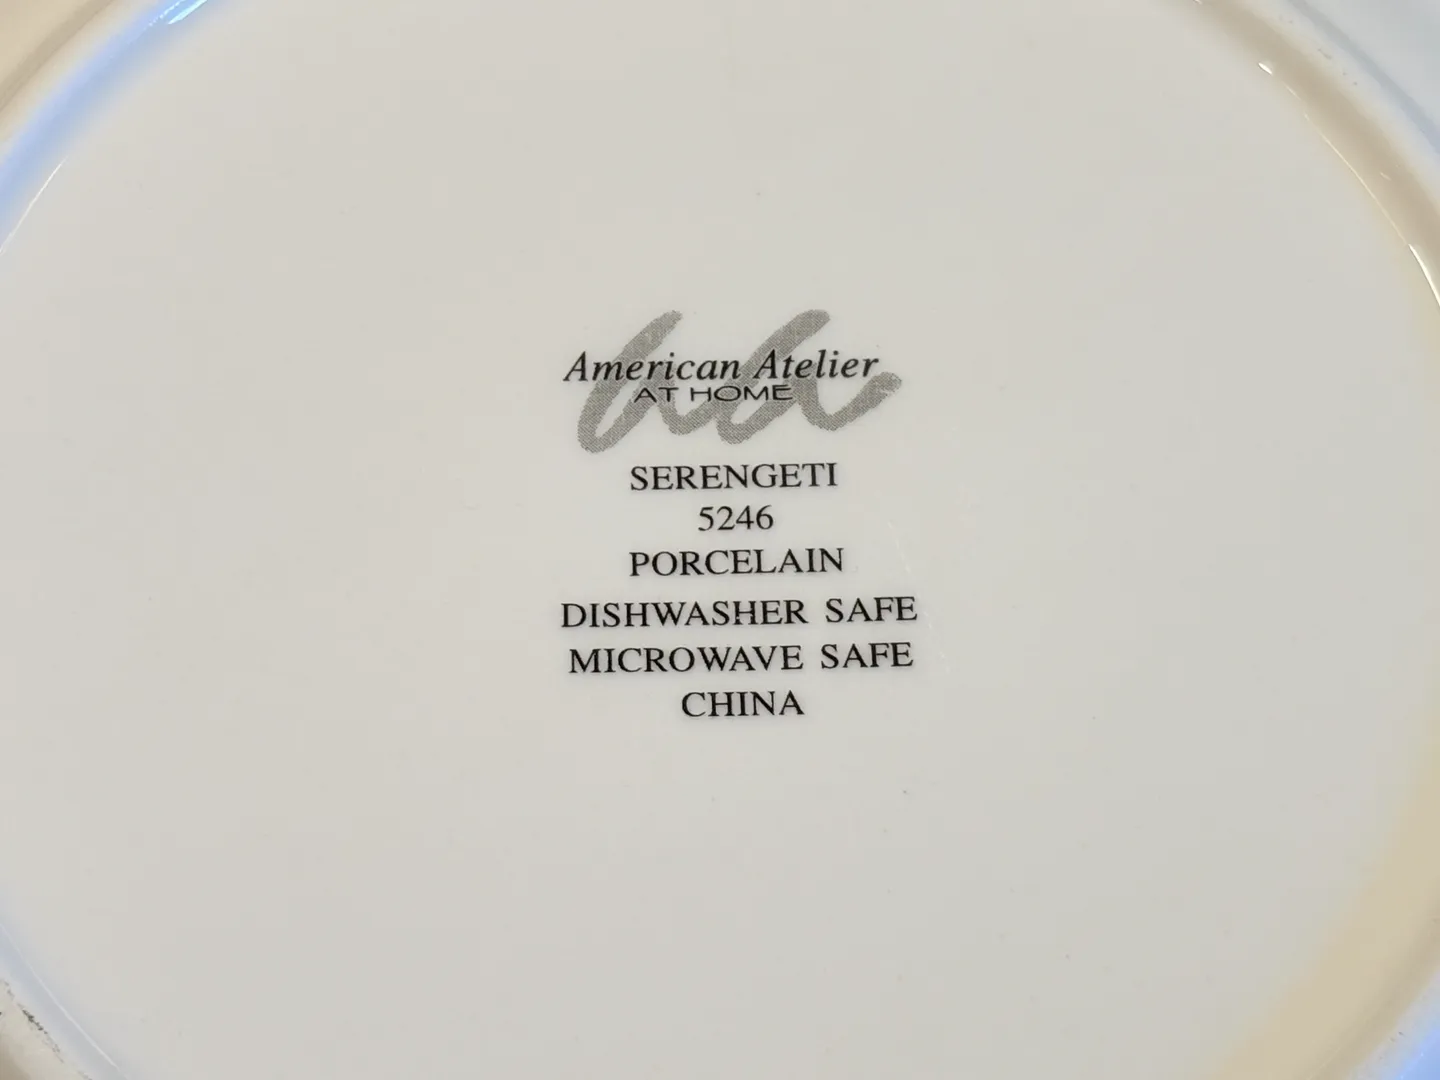 American Atelier
AT HOME
SERENGETI
5246
PORCELAIN
DISHWASHER SAFE
MICROWAVE SAFE
CHINA